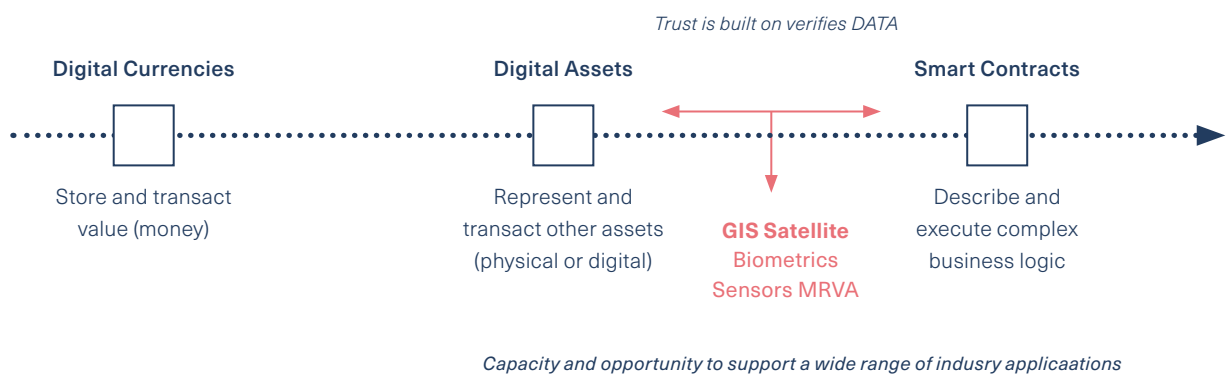 Trust is built on verifies DATA
Digital Currencies
Store and transact
value (money)
Digital Assets
Represent and
transact other assets
(physical or digital)
GIS Satellite
Biometrics
Sensors MRVA
Smart Contracts
Describe and
execute complex
business logic
Capacity and opportunity to support a wide range of indusry applicaations